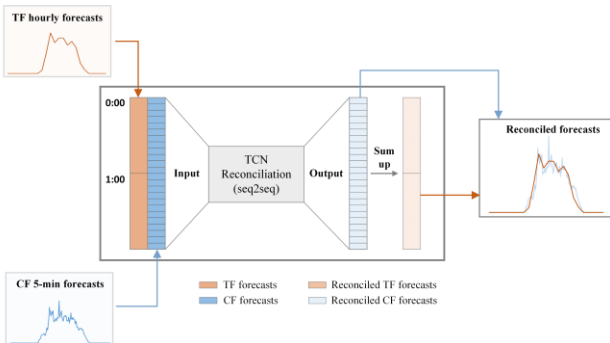 TF hourly forecasts
0:00
1:00
Input
TCN
Reconciliation
(seq2seq)
Output
Sum
up
Reconciled forecasts
CF 5-min forecasts
TF forecasts
Reconciled TF forecasts
CF forecasts
Reconciled CF forecasts